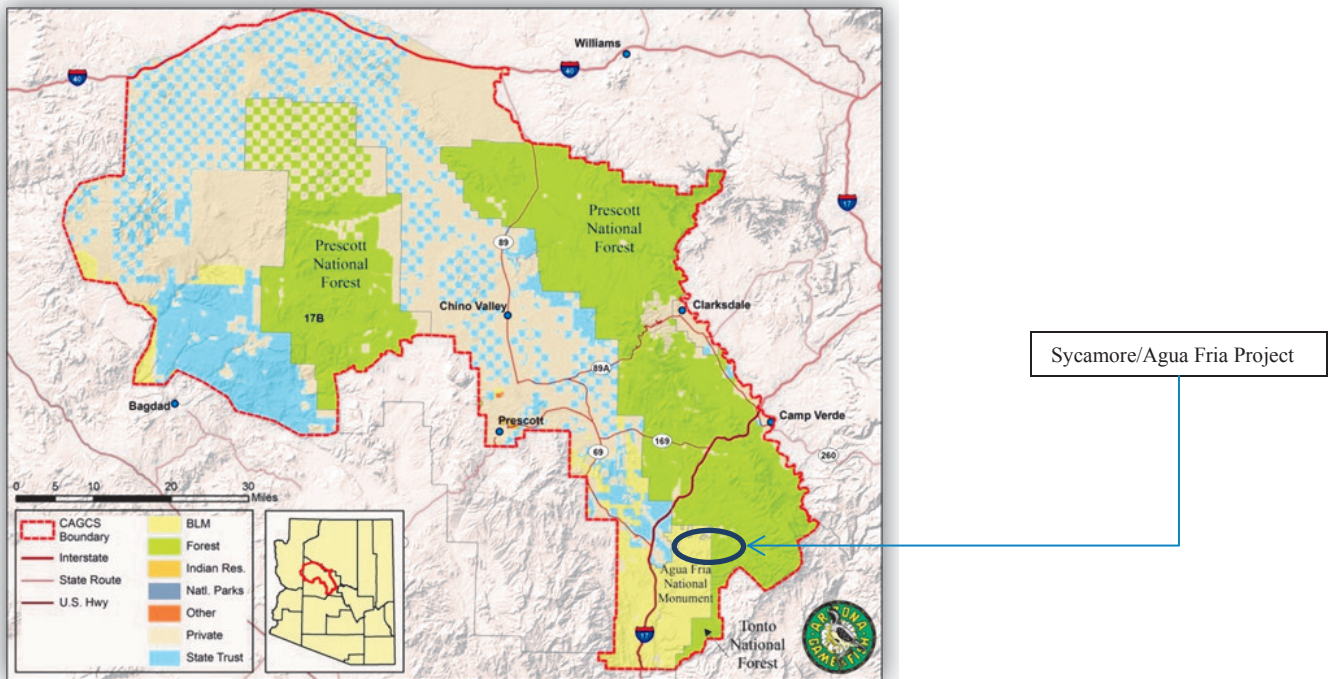 Williams
40
40
17
Prescott
National
Forest
Prescott
National
Forest
89
17B
Chino Valley
Clarksdale
89A
Sycamore/Agua Fria Project
Bagdad
Prescott
Camp Verde
169
69
260
0 5 10 20 30
Miles
CAGCS
Boundary
Interstate
State Route
U.S. Hwy
BLM
Forest
Indian Res.
Natl. Parks
Other
Private
State Trust
Agua Fria
National
Monument
17
Tonto
National
Forest
ARIZONA
GAME & FISH